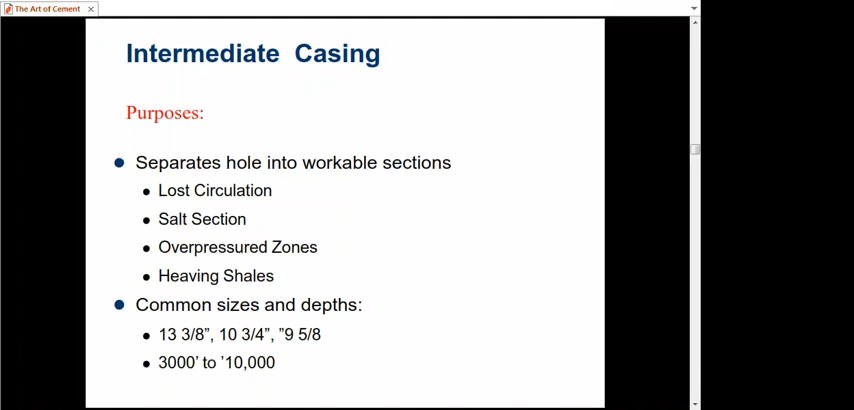 The Art of Cement
Intermediate Casing
Purposes:
Separates hole into workable sections
Lost Circulation
Salt Section
Overpressured Zones
Heaving Shales
Common sizes and depths:
13 3/8”, 10 3/4”, ”9 5/8
3000’ to ’10,000